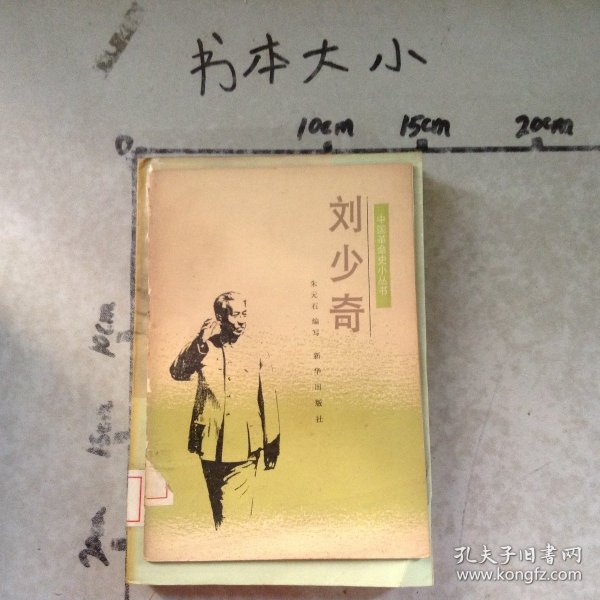 书本大小
0
10cm
15cm
20cm
10cm
15cm
20cm
刘少奇
中国革命史小丛书
朱元石 编写 新华出版社
孔夫子旧书网
www.kongfz.com